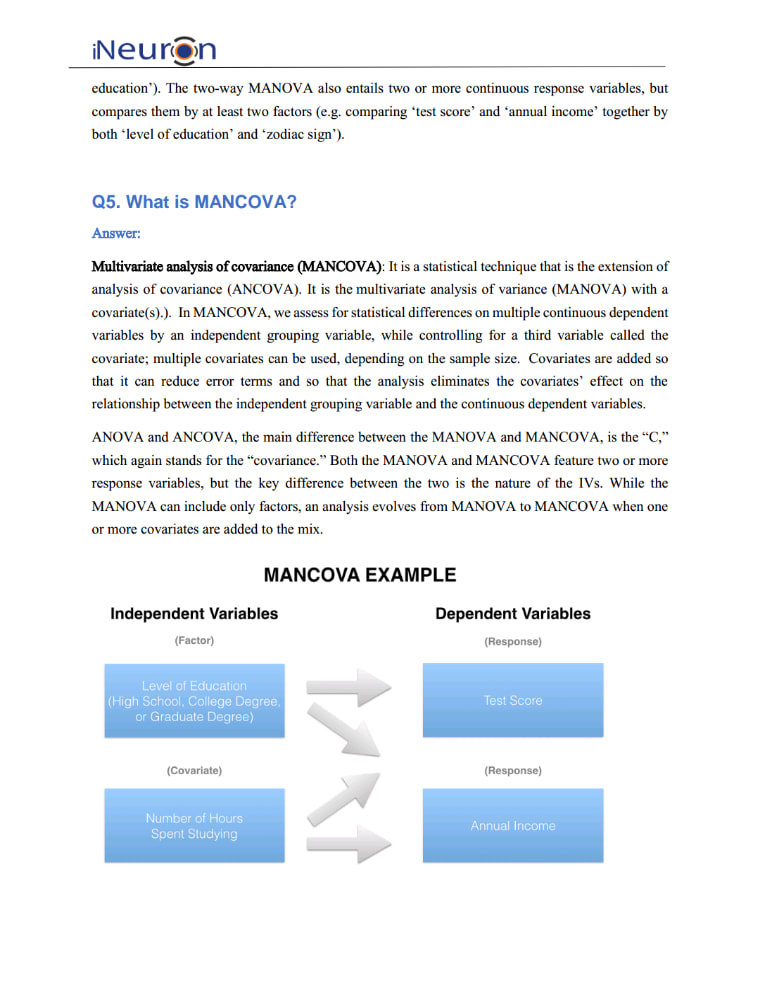 iNeuron
education’). The two-way MANOVA also entails two or more continuous response variables, but
compares them by at least two factors (e.g. comparing ‘test score’ and ‘annual income’ together by
both ‘level of education’ and ‘zodiac sign’).
Q5. What is MANCOVA?
Answer:
Multivariate analysis of covariance (MANCOVA): It is a statistical technique that is the extension of
analysis of covariance (ANCOVA). It is the multivariate analysis of variance (MANOVA) with a
covariate(s).). In MANCOVA, we assess for statistical differences on multiple continuous dependent
variables by an independent grouping variable, while controlling for a third variable called the
covariate; multiple covariates can be used, depending on the sample size. Covariates are added so
that it can reduce error terms and so that the analysis eliminates the covariates’ effect on the
relationship between the independent grouping variable and the continuous dependent variables.
ANOVA and ANCOVA, the main difference between the MANOVA and MANCOVA, is the “C,”
which again stands for the “covariance.” Both the MANOVA and MANCOVA feature two or more
response variables, but the key difference between the two is the nature of the IVs. While the
MANOVA can include only factors, an analysis evolves from MANOVA to MANCOVA when one
or more covariates are added to the mix.
MANCOVA EXAMPLE
Independent Variables
(Factor)
Level of Education
(High School, College Degree,
or Graduate Degree)
(Covariate)
Number of Hours
Spent Studying
Dependent Variables
(Response)
Test Score
(Response)
Annual Income